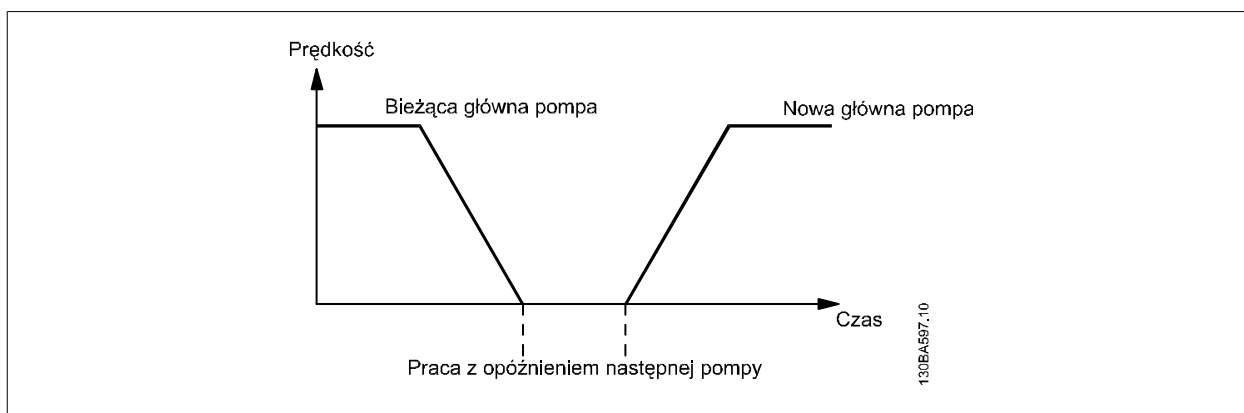 Prędkość
Bieżąca główna pompa
Nowa główna pompa
Czas
Praca z opóźnieniem następnej pompy
130BA597.10